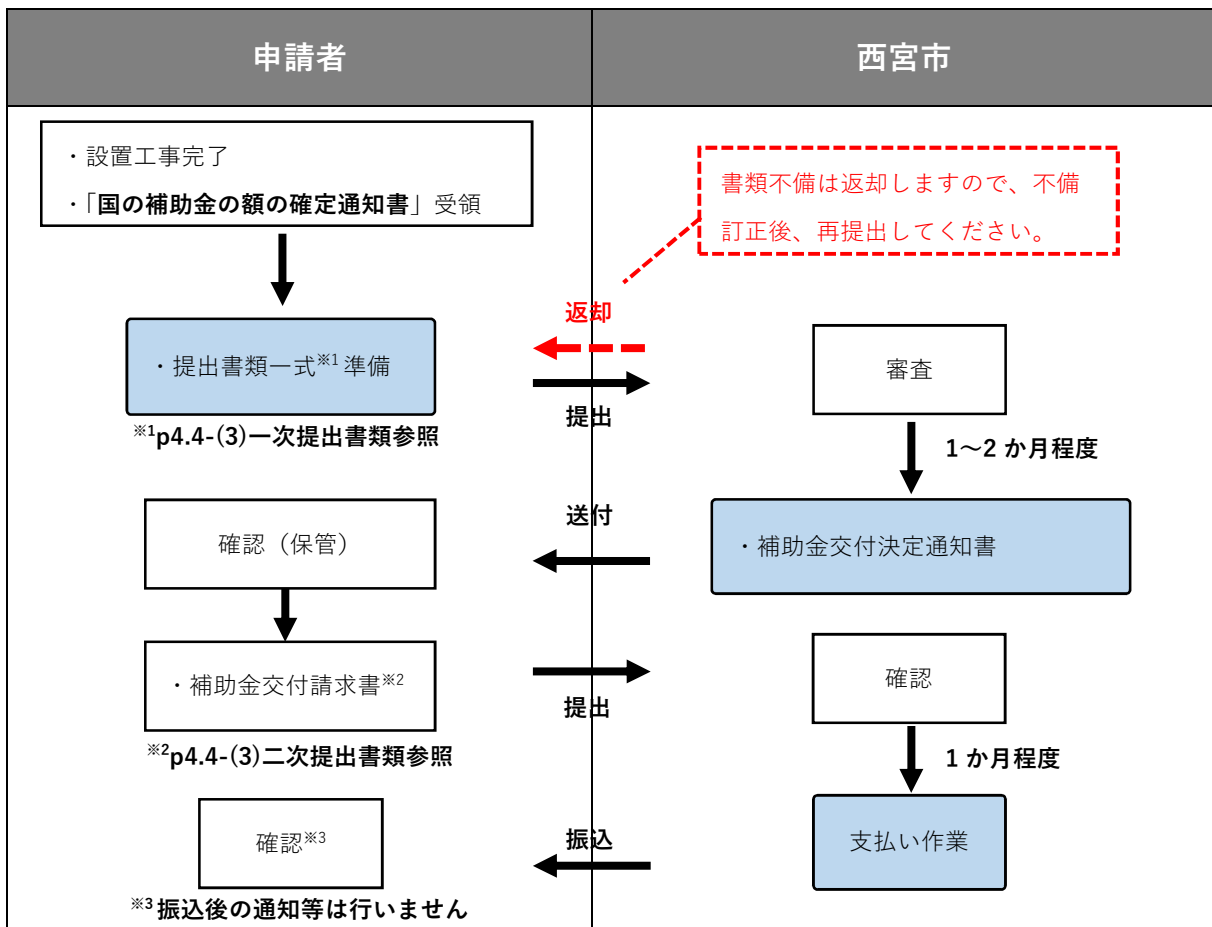 申請者
西宮市
・設置工事完了
・「国の補助金の額の確定通知書」受領
書類不備は返却しますので、不備
訂正後、再提出してください。
返却
・提出書類一式※1 準備
提出
審査
※1p4.4-(3)一次提出書類参照
1～2 か月程度
送付
確認（保管）
・補助金交付決定通知書
・補助金交付請求書※2
提出
確認
※2p4.4-(3)二次提出書類参照
1 か月程度
確認※3
振込
支払い作業
※3 振込後の通知等は行いません